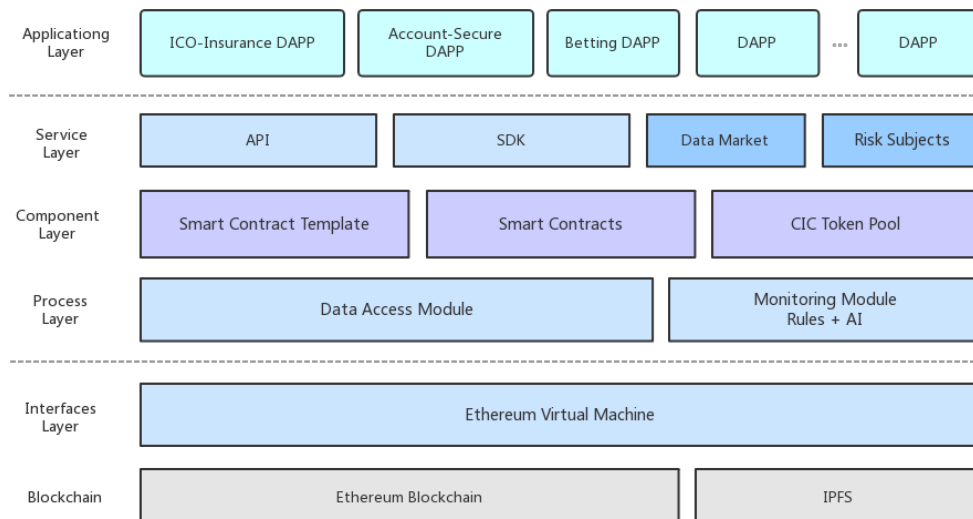 Applicationg
Layer
ICO-Insurance DAPP
Account-Secure
DAPP
Betting DAPP
DAPP
...
DAPP
Service
Layer
API
SDK
Data Market
Risk Subjects
Component
Layer
Smart Contract Template
Smart Contracts
CIC Token Pool
Process
Layer
Data Access Module
Monitoring Module
Rules + AI
Interfaces
Layer
Ethereum Virtual Machine
Blockchain
Ethereum Blockchain
IPFS